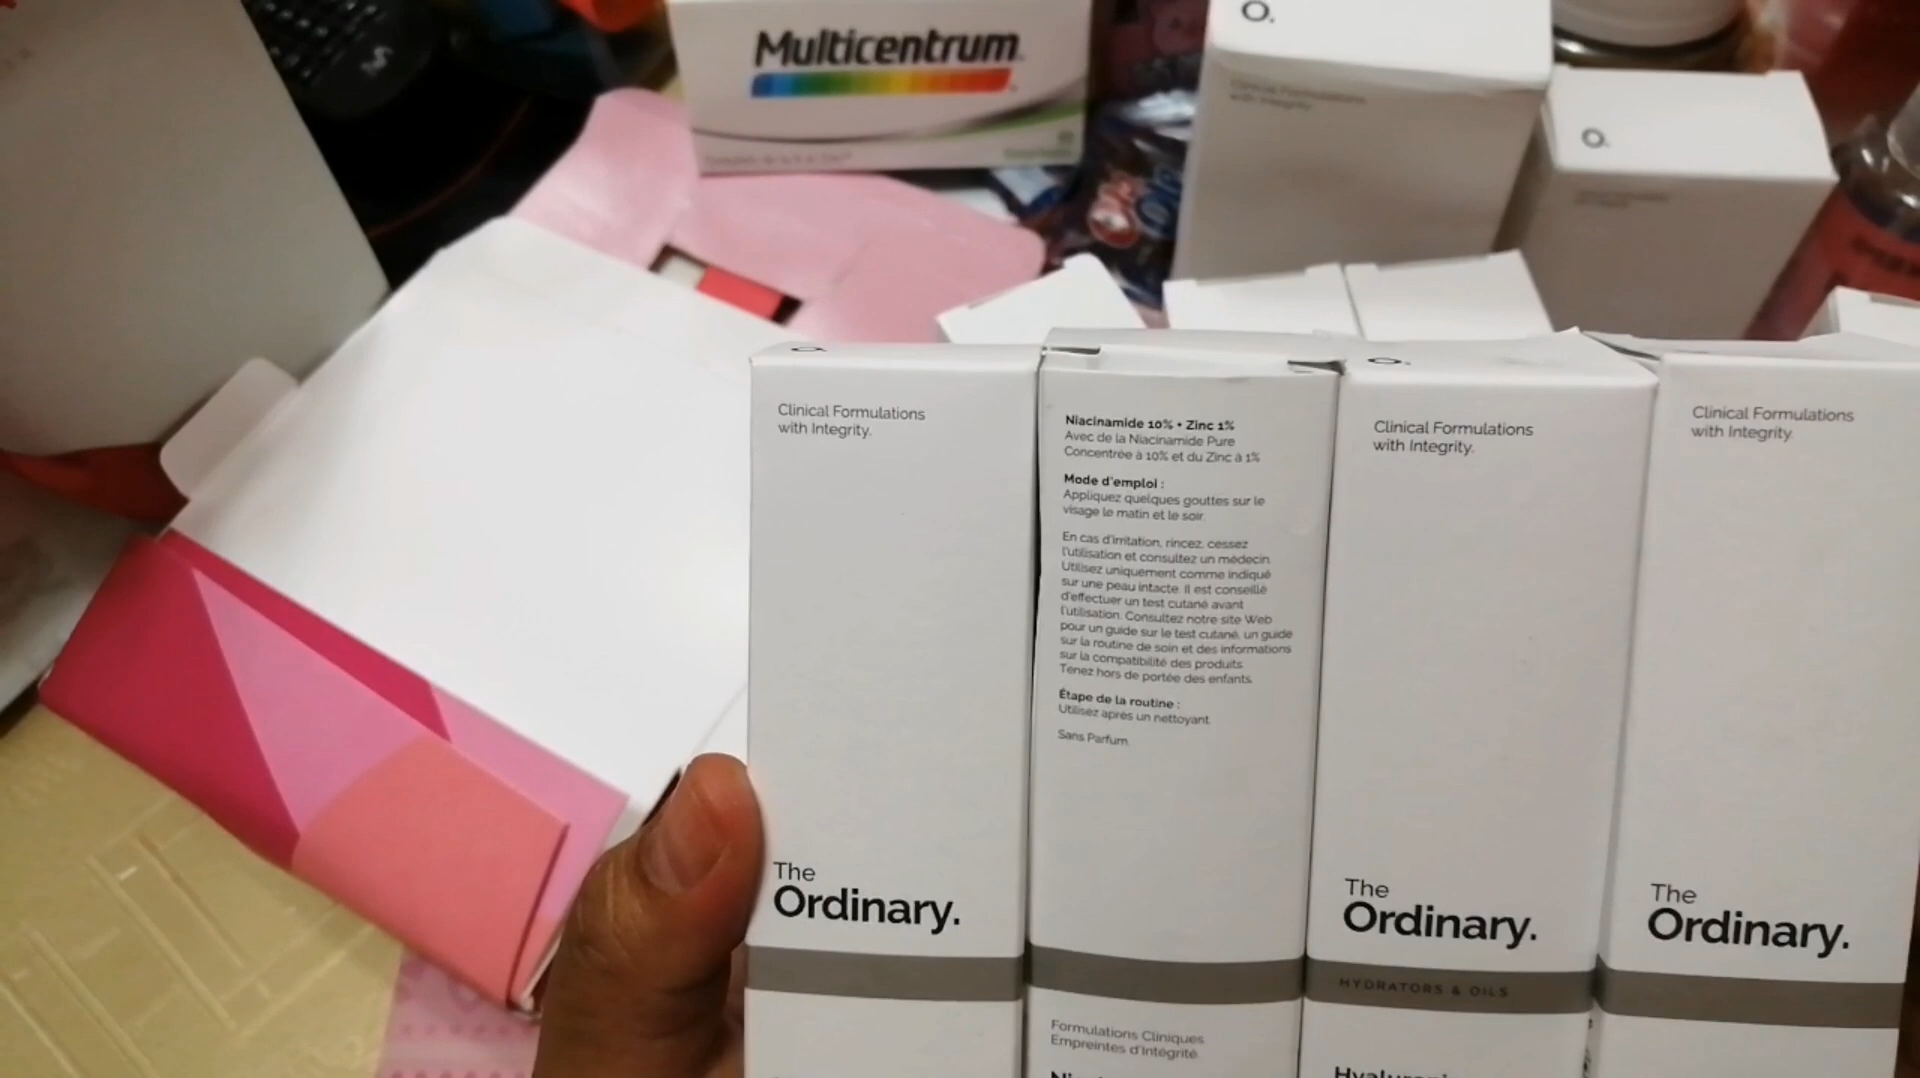 Multicentrum
O.
Clinical Formulations
with Integrity.
O.
Clinical Formulations
with Integrity.
The
Ordinary.
Niacinamide 10% + Zinc 1%
Avec de la Niacinamide Pure
Concentrée à 10% et du Zinc à 1%
Mode d'emploi :
Appliquez quelques gouttes sur le
visage le matin et le soir.
En cas d'irritation, rincez, cessez
l'utilisation et consultez un médecin.
Utilisez uniquement comme indiqué
sur une peau intacte. Il est conseillé
d'effectuer un test cutané avant
l'utilisation. Consultez notre site Web
pour un guide sur le test cutané, un guide
sur la routine de soin et des informations
sur la compatibilité des produits.
Tenez hors de portée des enfants.
Étape de la routine :
Utilisez après un nettoyant.
Sans Parfum.
Formulations Cliniques
Empreintes d'Intégrité.
O.
Clinical Formulations
with Integrity.
The
Ordinary.
HYDRATORS & OILS
Clinical Formulations
with Integrity.
The
Ordinary.